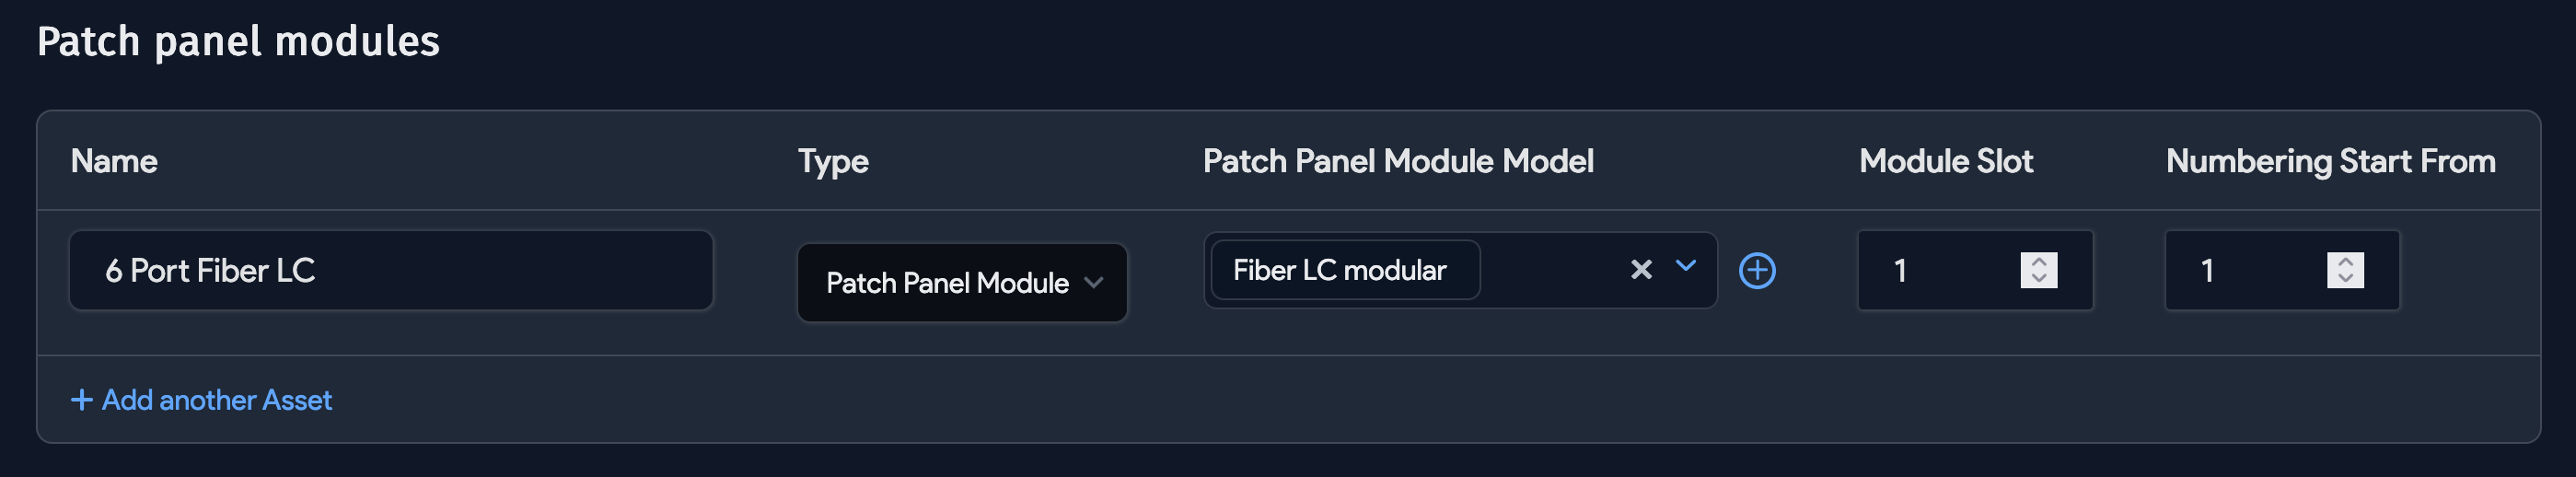 Patch panel modules
Name Type Patch Panel Module Model Module Slot Numbering Start From
6 Port Fiber LC Patch Panel Module Fiber LC modular 1 1
+ Add another Asset